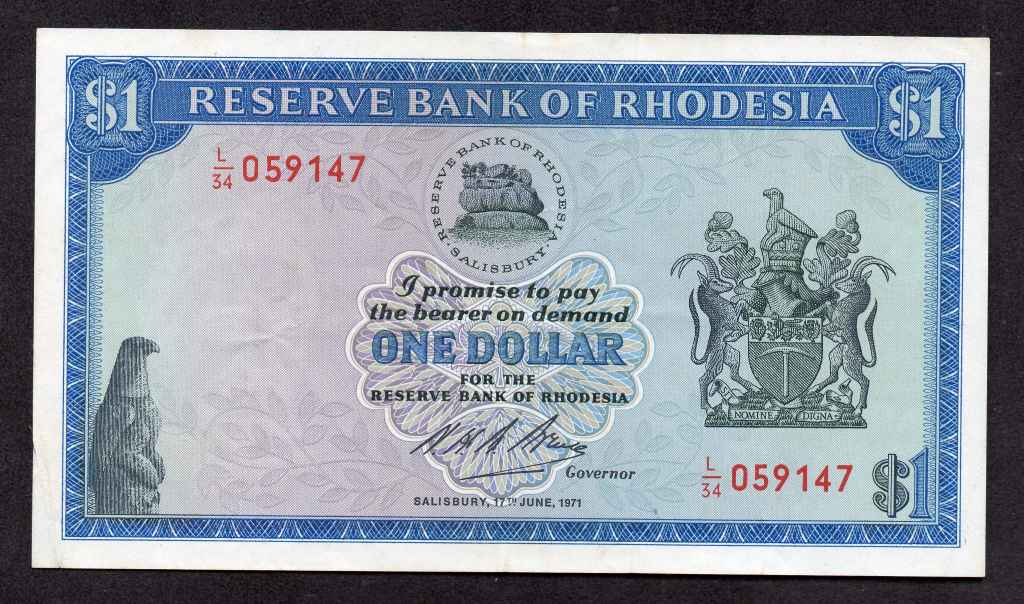 $1 RESERVE BANK OF RHODESIA $1
L/34 059147
RESERVE BANK OF RHODESIA · SALISBURY ·
I promise to pay
the bearer on demand
ONE DOLLAR
FOR THE
RESERVE BANK OF RHODESIA
Governor
SALISBURY, 17TH JUNE, 1971
NOMINE DIGNA
L/34 059147
$1